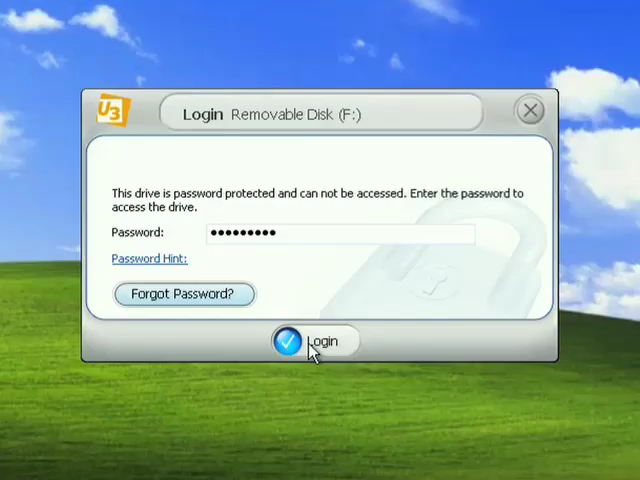 U3
Login Removable Disk (F:)
This drive is password protected and can not be accessed. Enter the password to
access the drive.
Password: •••••••••
Password Hint:
Forgot Password?
Login